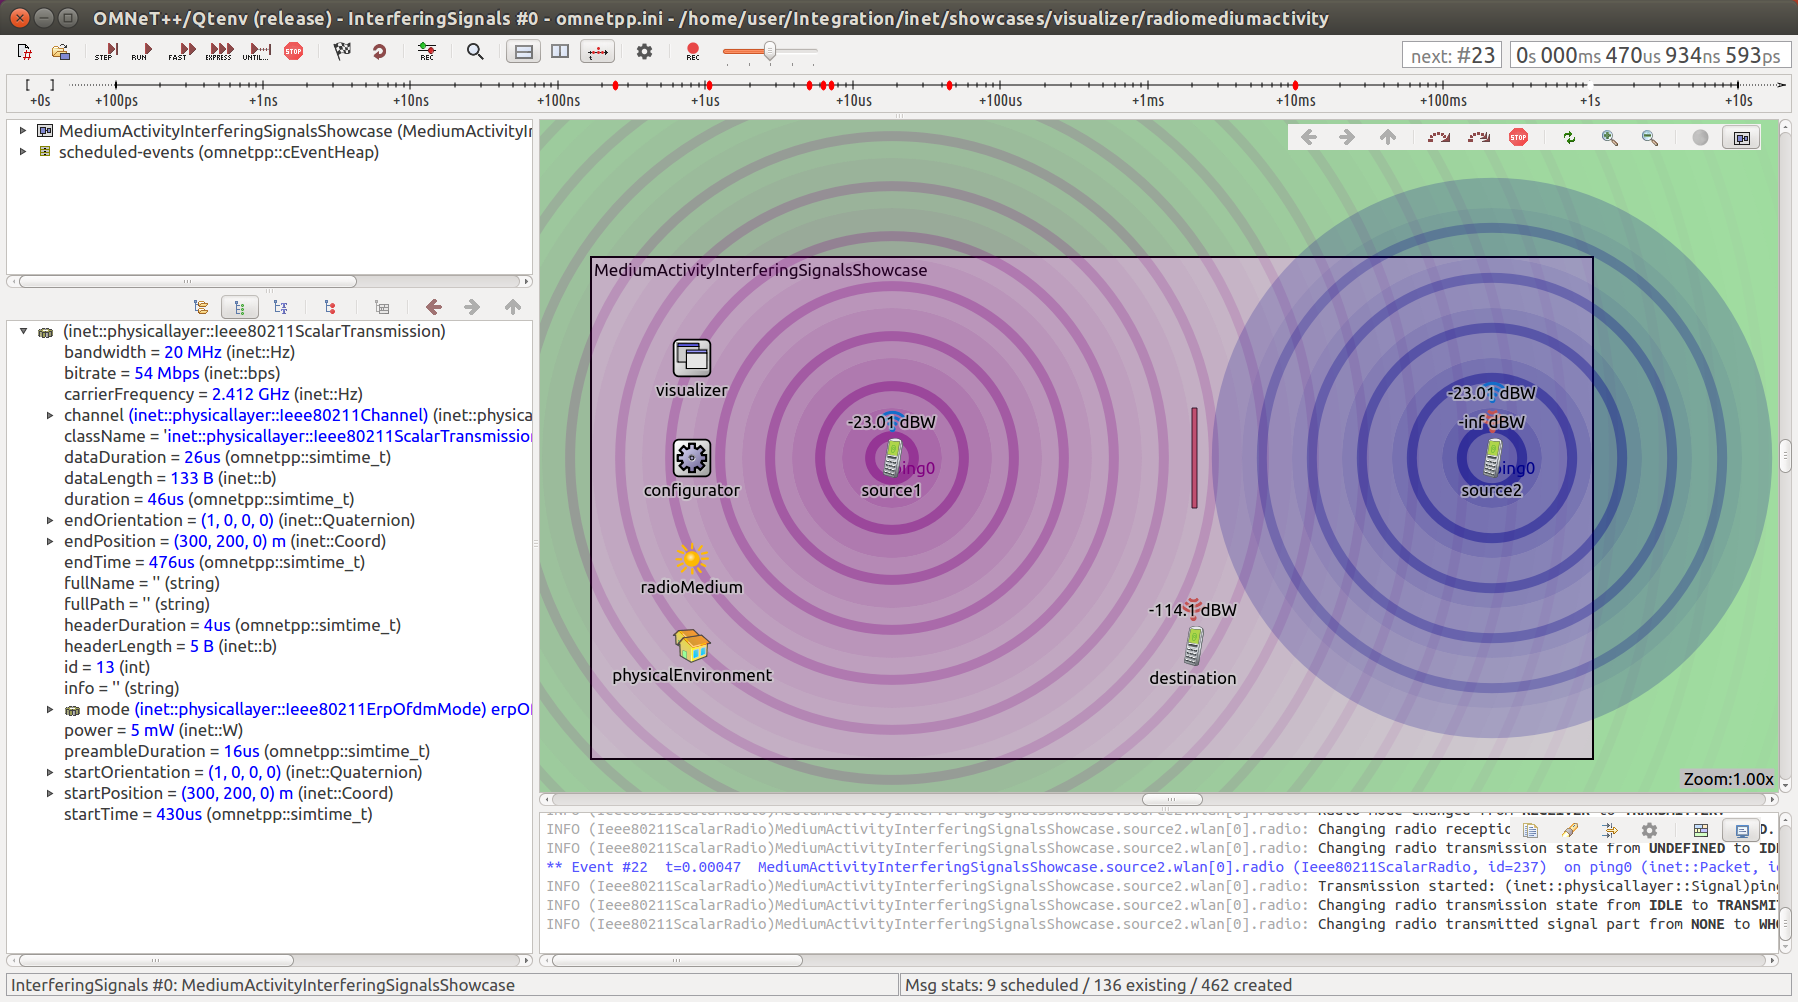 OMNeT++/Qtenv (release) - InterferingSignals #0 - omnetpp.ini - /home/user/Integration/inet/showcases/visualizer/radiomediumactivity
STEP RUN FAST EXPRESS UNTIL... STOP REC REC next: #23 0s 000ms 470us 934ns 593ps
[ ]
+0s +100ps +1ns +10ns +100ns +1us +10us +100us +1ms +10ms +100ms +1s +10s
MediumActivityInterferingSignalsShowcase (MediumActivityIn
scheduled-events (omnetpp::cEventHeap)
(inet::physicallayer::Ieee80211ScalarTransmission)
bandwidth = 20 MHz (inet::Hz)
bitrate = 54 Mbps (inet::bps)
carrierFrequency = 2.412 GHz (inet::Hz)
channel (inet::physicallayer::Ieee80211Channel) (inet::physica
className = 'inet::physicallayer::Ieee80211ScalarTransmissio
dataDuration = 26us (omnetpp::simtime_t)
dataLength = 133 B (inet::b)
duration = 46us (omnetpp::simtime_t)
endOrientation = (1, 0, 0, 0) (inet::Quaternion)
endPosition = (300, 200, 0) m (inet::Coord)
endTime = 476us (omnetpp::simtime_t)
fullName = '' (string)
fullPath = '' (string)
headerDuration = 4us (omnetpp::simtime_t)
headerLength = 5 B (inet::b)
id = 13 (int)
info = '' (string)
mode (inet::physicallayer::Ieee80211ErpOfdmMode) erpO
power = 5 mW (inet::W)
preambleDuration = 16us (omnetpp::simtime_t)
startOrientation = (1, 0, 0, 0) (inet::Quaternion)
startPosition = (300, 200, 0) m (inet::Coord)
startTime = 430us (omnetpp::simtime_t)
STOP
MediumActivityInterferingSignalsShowcase
visualizer
configurator
radioMedium
physicalEnvironment
-23.01 dBW
ping0
source1
-23.01 dBW
-inf dBW
ping0
source2
-114.1 dBW
destination
Zoom:1.00x
INFO (Ieee80211ScalarRadio)MediumActivityInterferingSignalsShowcase.source2.wlan[0].radio: Changing radio receptio
INFO (Ieee80211ScalarRadio)MediumActivityInterferingSignalsShowcase.source2.wlan[0].radio: Changing radio transmission state from UNDEFINED to IDL
** Event #22 t=0.00047 MediumActivityInterferingSignalsShowcase.source2.wlan[0].radio (Ieee80211ScalarRadio, id=237) on ping0 (inet::Packet, i
INFO (Ieee80211ScalarRadio)MediumActivityInterferingSignalsShowcase.source2.wlan[0].radio: Transmission started: (inet::physicallayer::Signal)ping
INFO (Ieee80211ScalarRadio)MediumActivityInterferingSignalsShowcase.source2.wlan[0].radio: Changing radio transmission state from IDLE to TRANSMIT
INFO (Ieee80211ScalarRadio)MediumActivityInterferingSignalsShowcase.source2.wlan[0].radio: Changing radio transmitted signal part from NONE to WHO
InterferingSignals #0: MediumActivityInterferingSignalsShowcase
Msg stats: 9 scheduled / 136 existing / 462 created